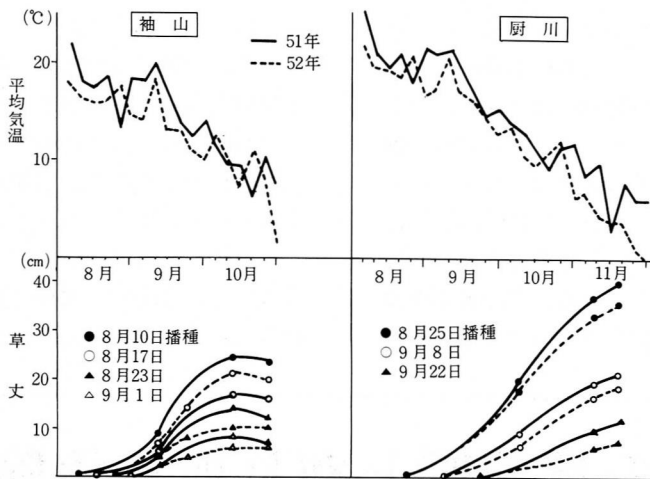 (℃)
袖 山
厨 川
51年
52年
平均気温
20
10
(cm)
8月
9月
10月
8月
9月
10月
11月
草丈
40
30
20
10
8月10日播種
8月17日
8月23日
9月1日
8月25日播種
9月8日
9月22日